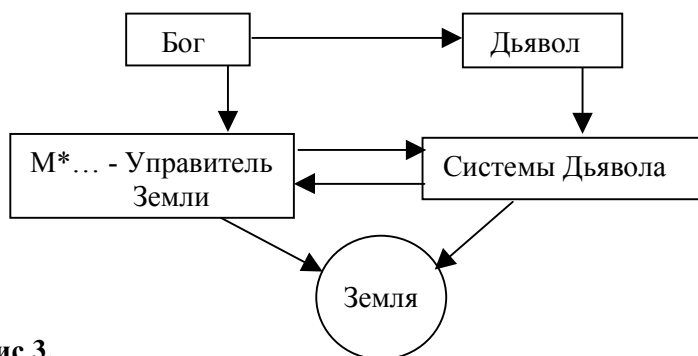 Бог
Дьявол
М*… - Управитель
Земли
Системы Дьявола
Земля
ис 3